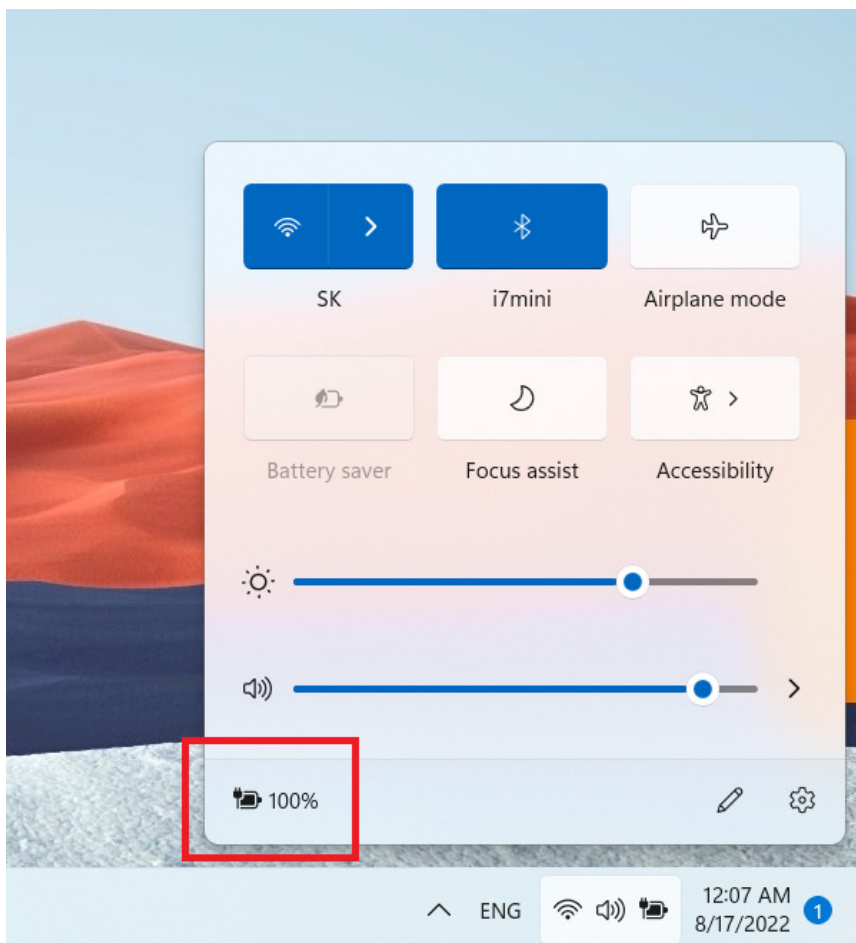 SK i7mini Airplane mode
Battery saver Focus assist Accessibility
100%
ENG 12:07 AM
8/17/2022 1